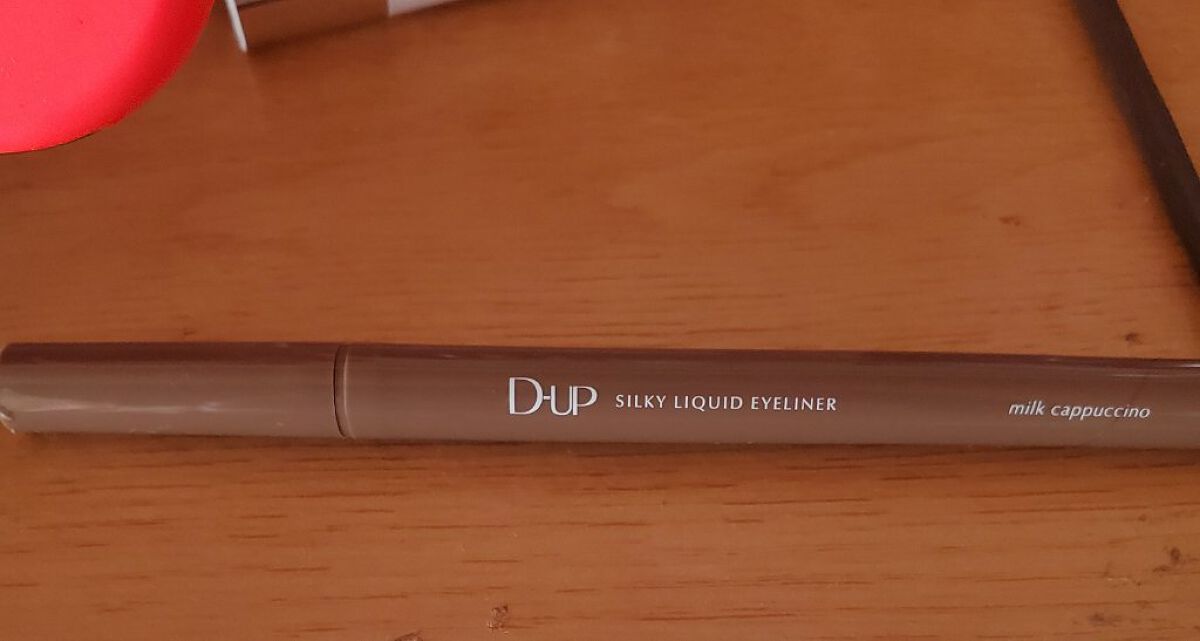 D-UP SILKY LIQUID EYELINER milk cappuccino